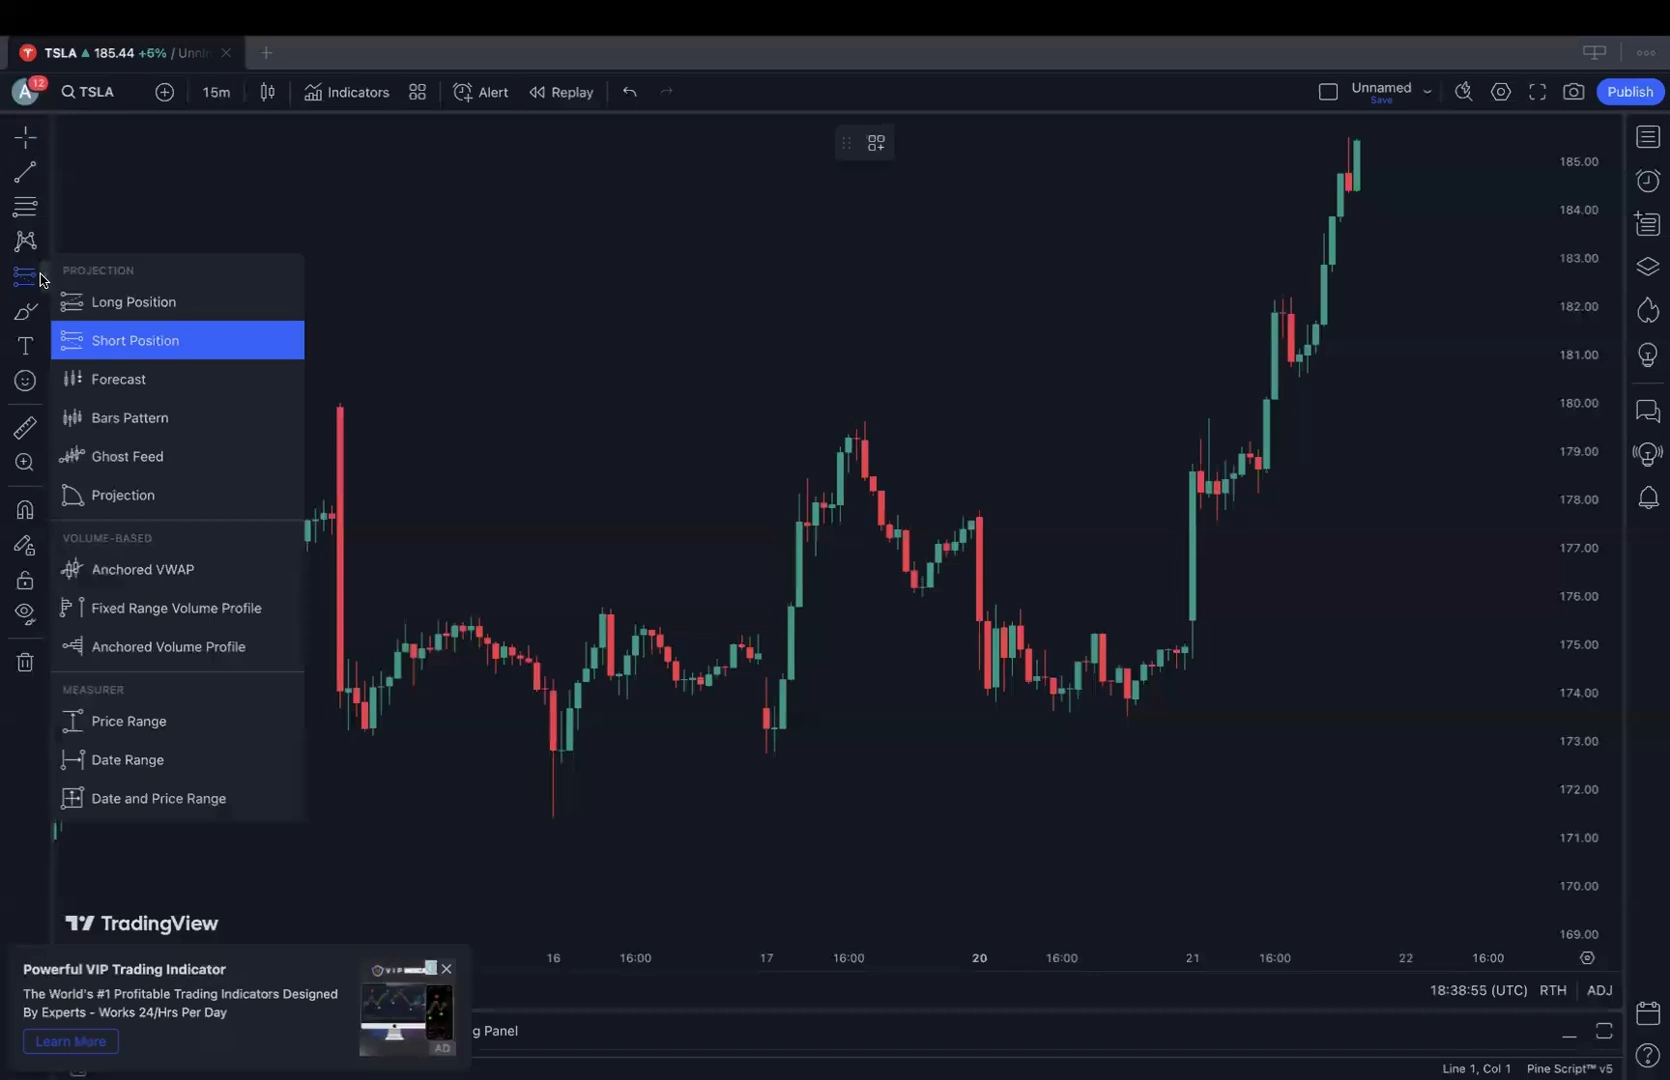 TSLA ▲ 185.44 +6% / Unn
12
TSLA
15m
Indicators
Alert
Replay
Unnamed
Save
Publish
PROJECTION
Long Position
Short Position
Forecast
Bars Pattern
Ghost Feed
Projection
VOLUME-BASED
Anchored VWAP
Fixed Range Volume Profile
Anchored Volume Profile
MEASURER
Price Range
Date Range
Date and Price Range
185.00
184.00
183.00
182.00
181.00
180.00
179.00
178.00
177.00
176.00
175.00
174.00
173.00
172.00
171.00
170.00
169.00
TradingView
16 16:00 17 16:00 20 16:00 21 16:00 22 16:00
Powerful VIP Trading Indicator
The World's #1 Profitable Trading Indicators Designed
By Experts - Works 24/Hrs Per Day
Learn More
AD
18:38:55 (UTC) RTH ADJ
g Panel
Line 1, Col 1 Pine Script™ v5